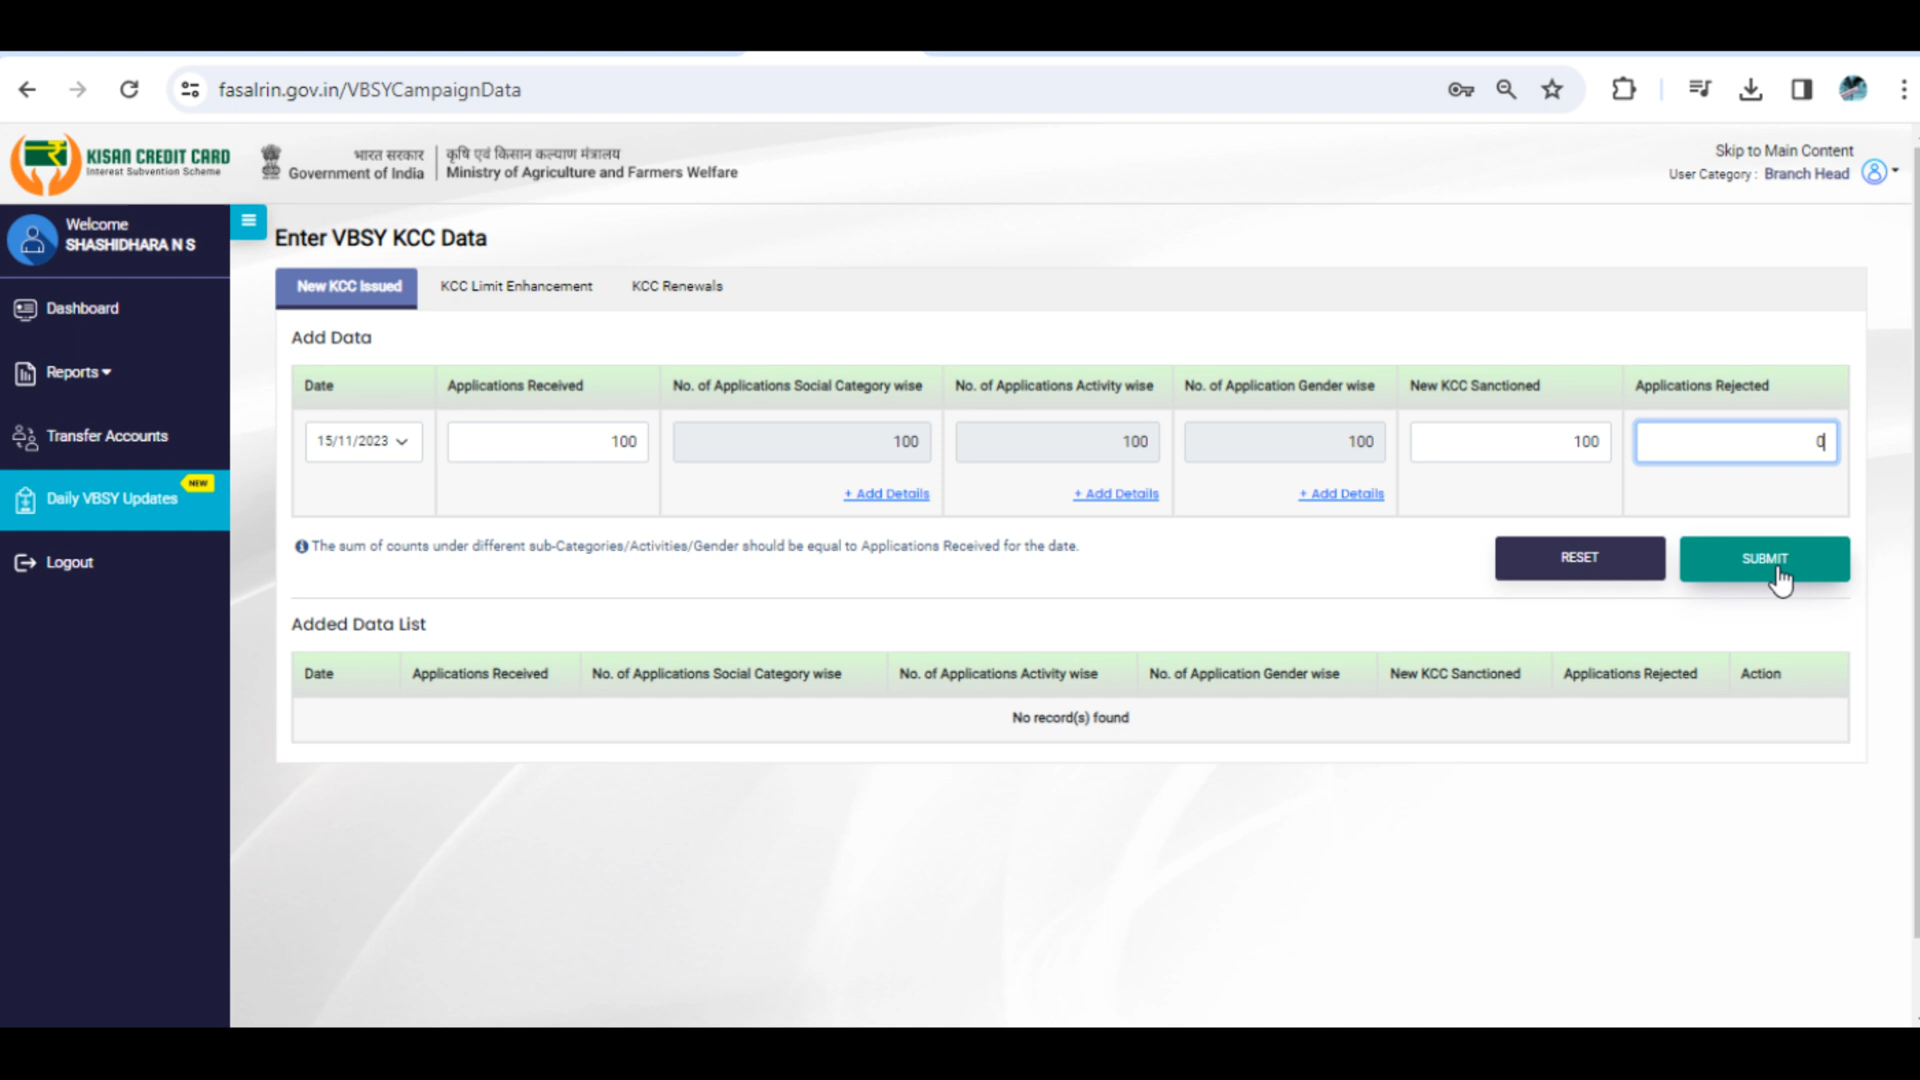 fasalrin.gov.in/VBSYCampaignData
KISAN CREDIT CARD
Interest Subvention Scheme
भारत सरकार
Government of India
कृषि एवं किसान कल्याण मंत्रालय
Ministry of Agriculture and Farmers Welfare
Skip to Main Content
User Category : Branch Head
Welcome
SHASHIDHARA N S
Dashboard
Reports
Transfer Accounts
Daily VBSY Updates NEW
Logout
Enter VBSY KCC Data
New KCC Issued KCC Limit Enhancement KCC Renewals
Add Data
Date Applications Received No. of Applications Social Category wise No. of Applications Activity wise No. of Application Gender wise New KCC Sanctioned Applications Rejected
15/11/2023 100 100 100 100 100 0
+ Add Details + Add Details + Add Details
The sum of counts under different sub-Categories/Activities/Gender should be equal to Applications Received for the date.
RESET SUBMIT
Added Data List
Date Applications Received No. of Applications Social Category wise No. of Applications Activity wise No. of Application Gender wise New KCC Sanctioned Applications Rejected Action
No record(s) found